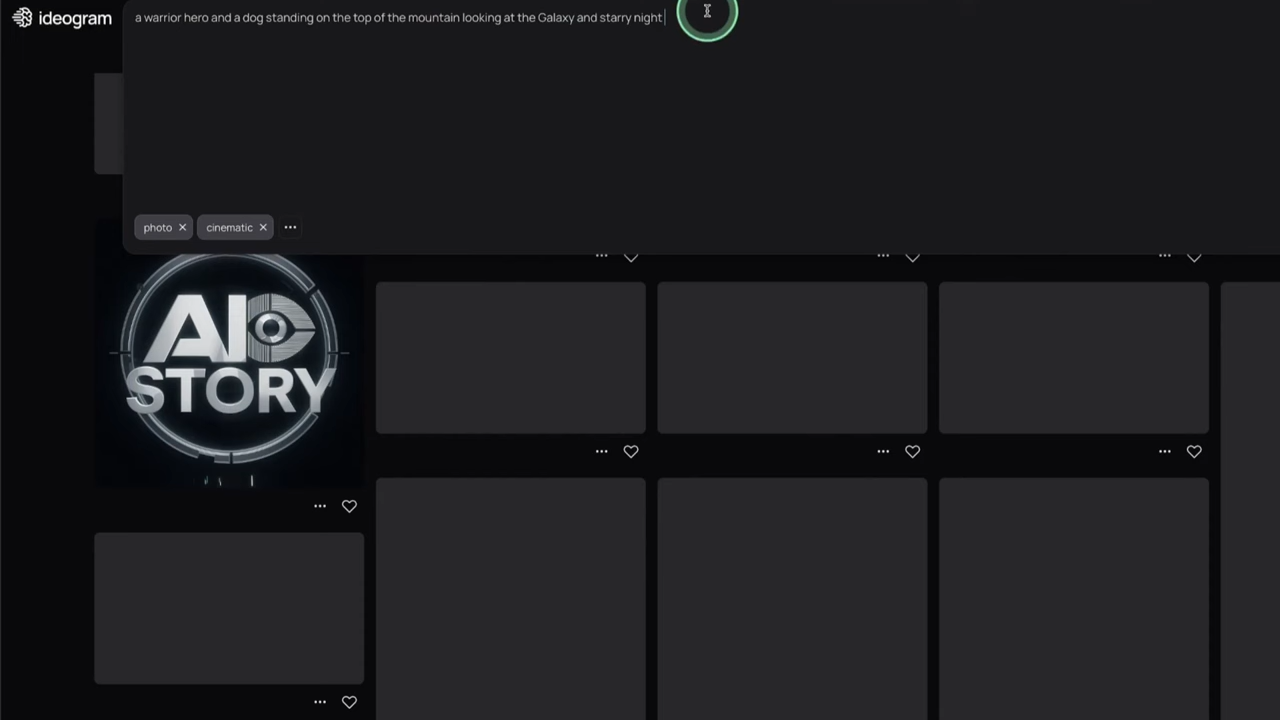 ideogram
a warrior hero and a dog standing on the top of the mountain looking at the Galaxy and starry night
photo
cinematic
AI
STORY